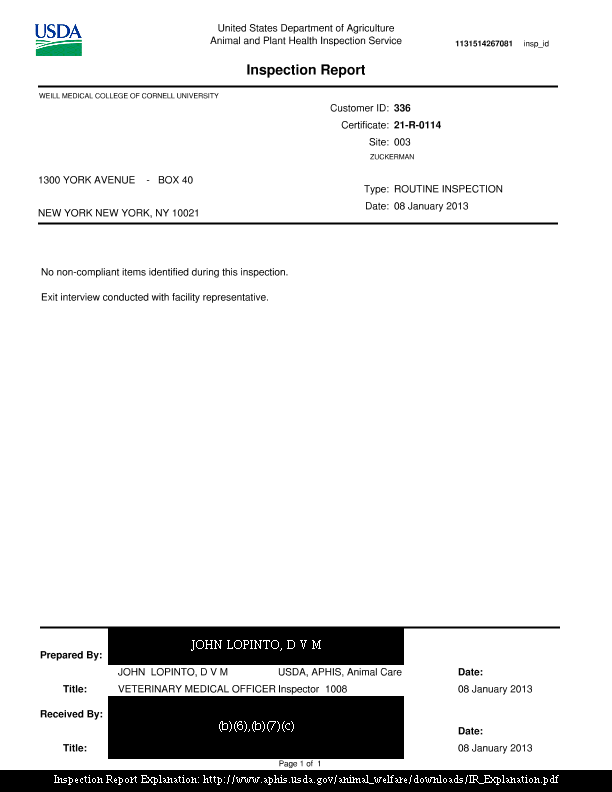 USDA
United States Department of Agriculture
Animal and Plant Health Inspection Service
1131514267081 insp_id
Inspection Report
WEILL MEDICAL COLLEGE OF CORNELL UNIVERSITY
Customer ID: 336
Certificate: 21-R-0114
Site: 003
ZUCKERMAN
1300 YORK AVENUE - BOX 40
Type: ROUTINE INSPECTION
Date: 08 January 2013
NEW YORK NEW YORK, NY 10021
No non-compliant items identified during this inspection.
Exit interview conducted with facility representative.
JOHN LOPINTO, D V M
Prepared By:
JOHN LOPINTO, D V M USDA, APHIS, Animal Care Date:
Title: VETERINARY MEDICAL OFFICER Inspector 1008 08 January 2013
Received By:
(b)(6),(b)(7)(c)
Date:
Title: 08 January 2013
Page 1 of 1
Inspection Report Explanation: http://www.aphis.usda.gov/animal_welfare/downloads/IR_Explanation.pdf